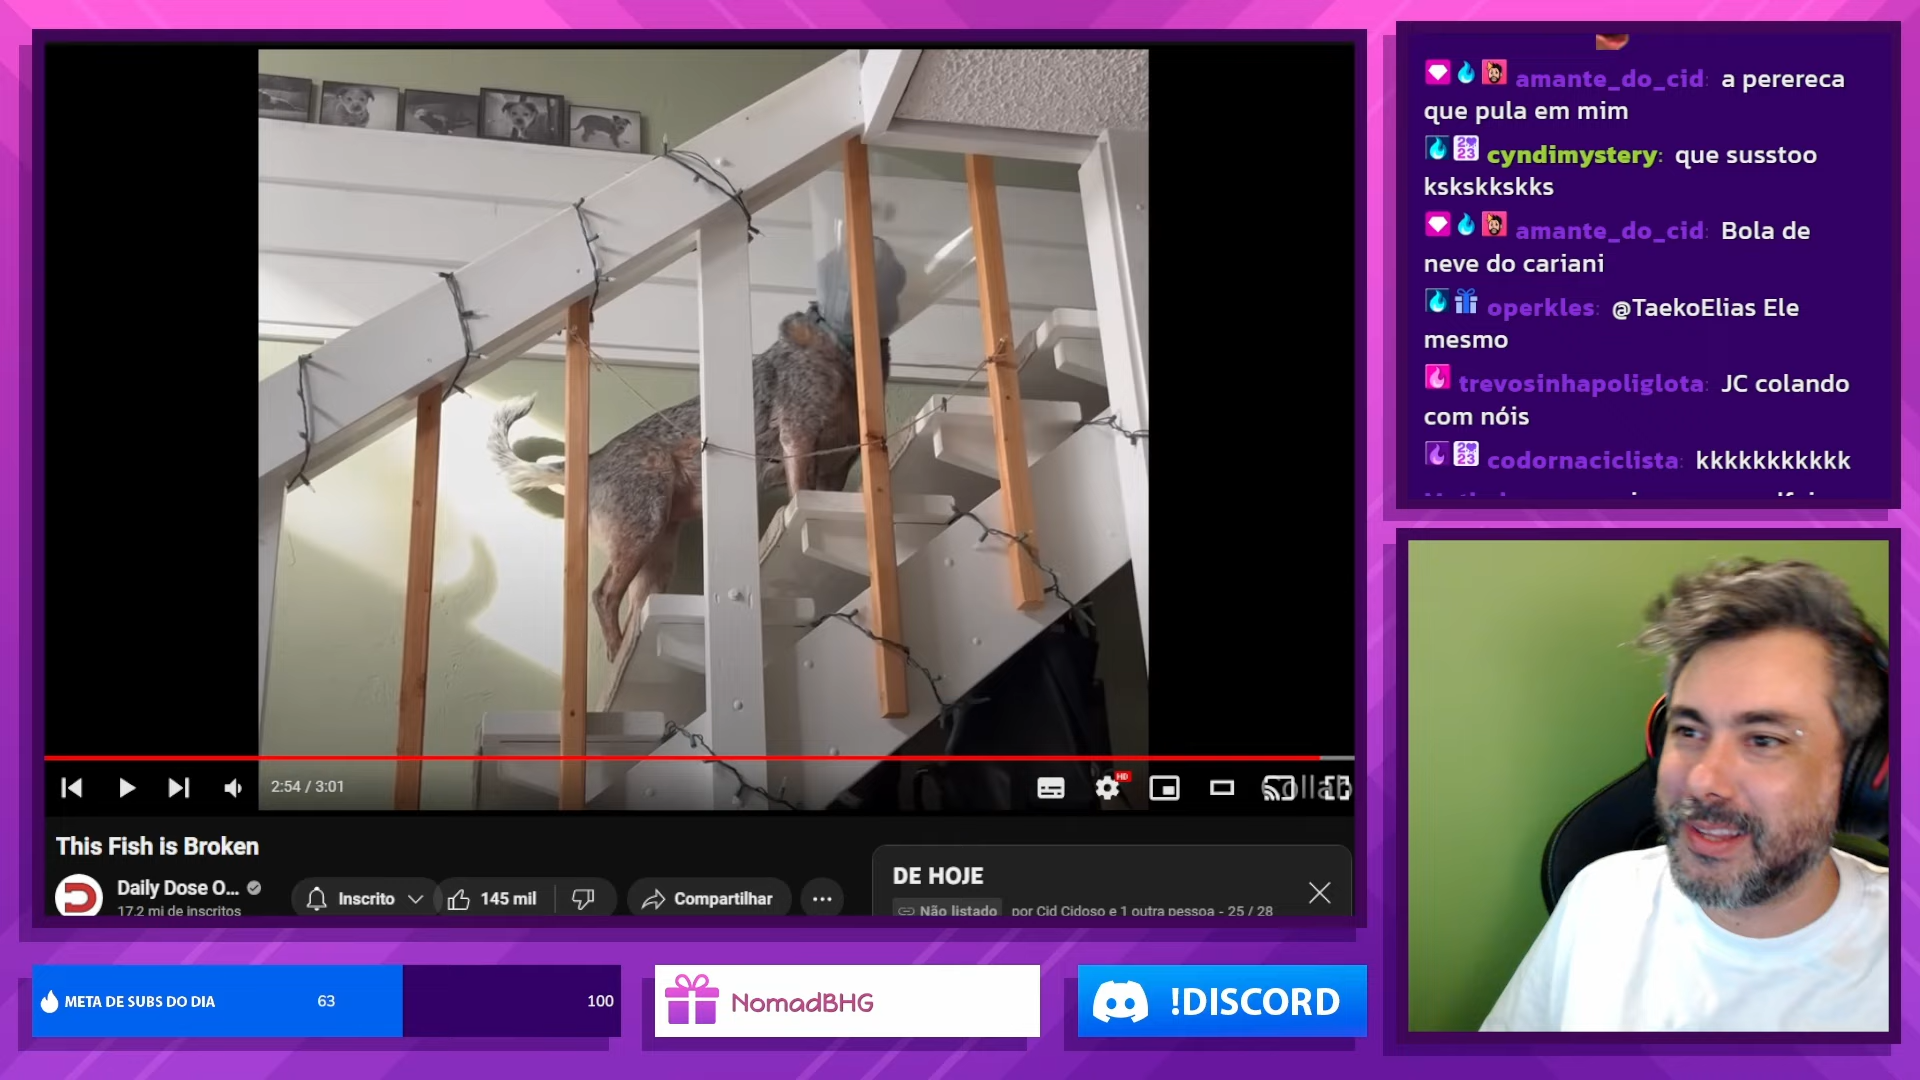 2:54 / 3:01
HD
This Fish is Broken
Daily Dose O...
17.2 mi de inscritos
Inscrito
145 mil
Compartilhar
DE HOJE
Não listado
por Cid Cidoso e 1 outra pessoa - 25 / 28
META DE SUBS DO DIA
63
100
NomadBHG
!DISCORD
amante_do_cid: a perereca
que pula em mim
cyndimystery: que susstoo
kskskkskks
amante_do_cid: Bola de
neve do cariani
operkles: @TaekoElias Ele
mesmo
trevosinhapoliglota: JC colando
com nóis
codornaciclista: kkkkkkkkkkk